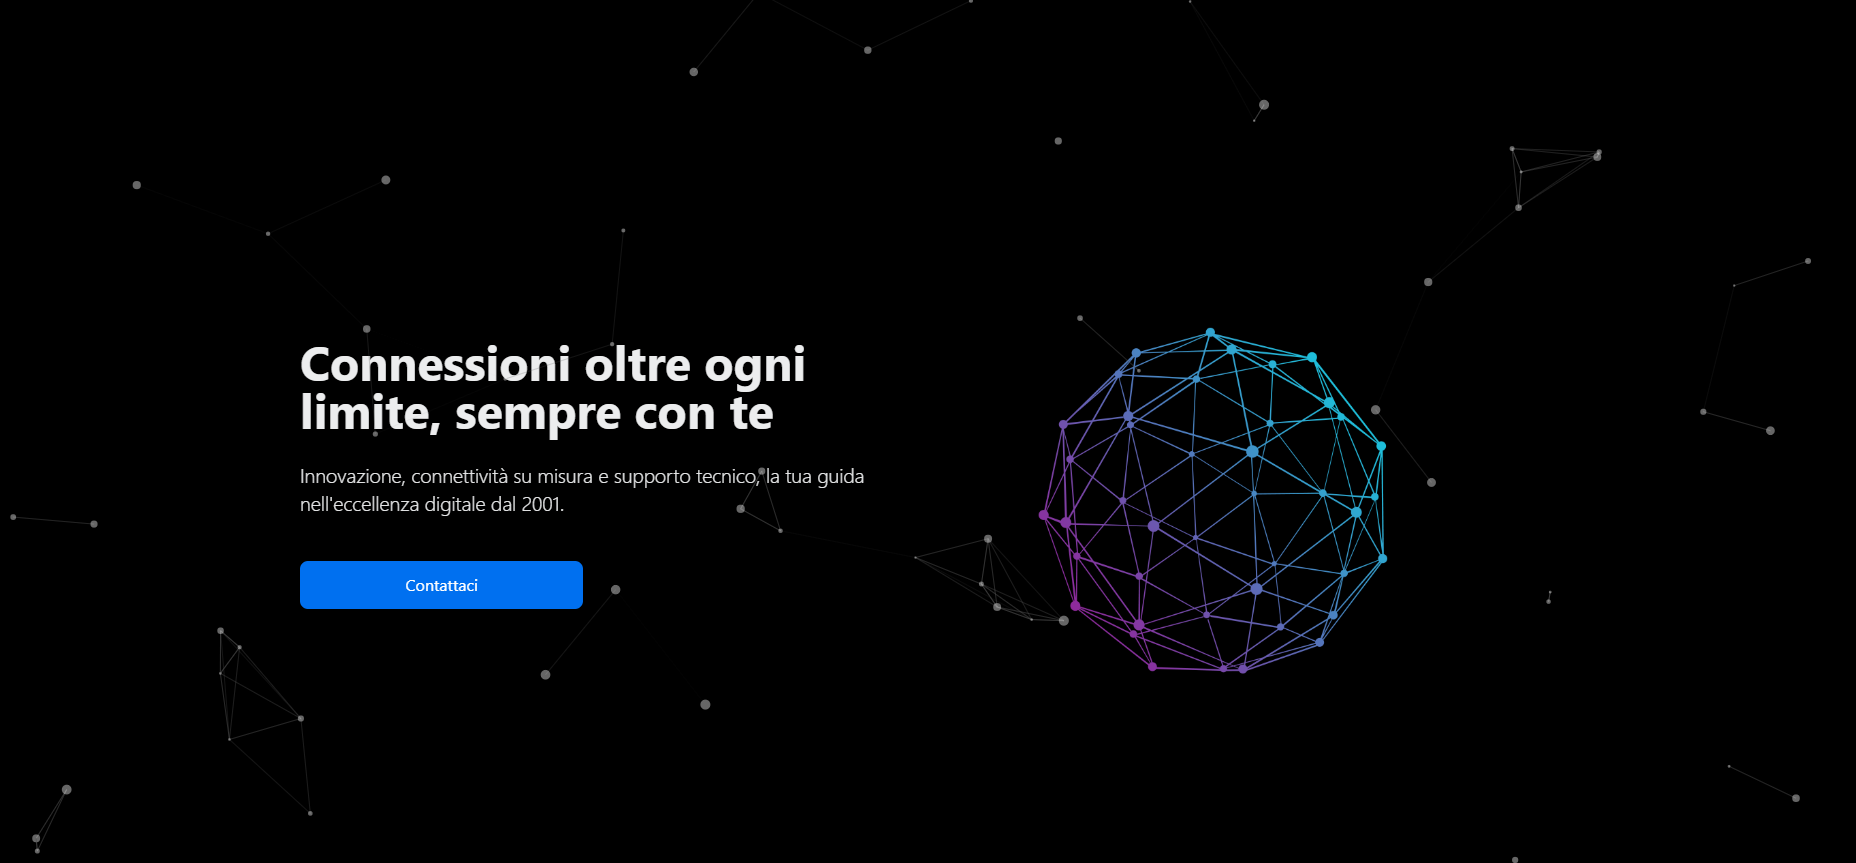 Connessioni oltre ogni
limite, sempre con te
Innovazione, connettività su misura e supporto tecnico, la tua guida
nell'eccellenza digitale dal 2001.
Contattaci